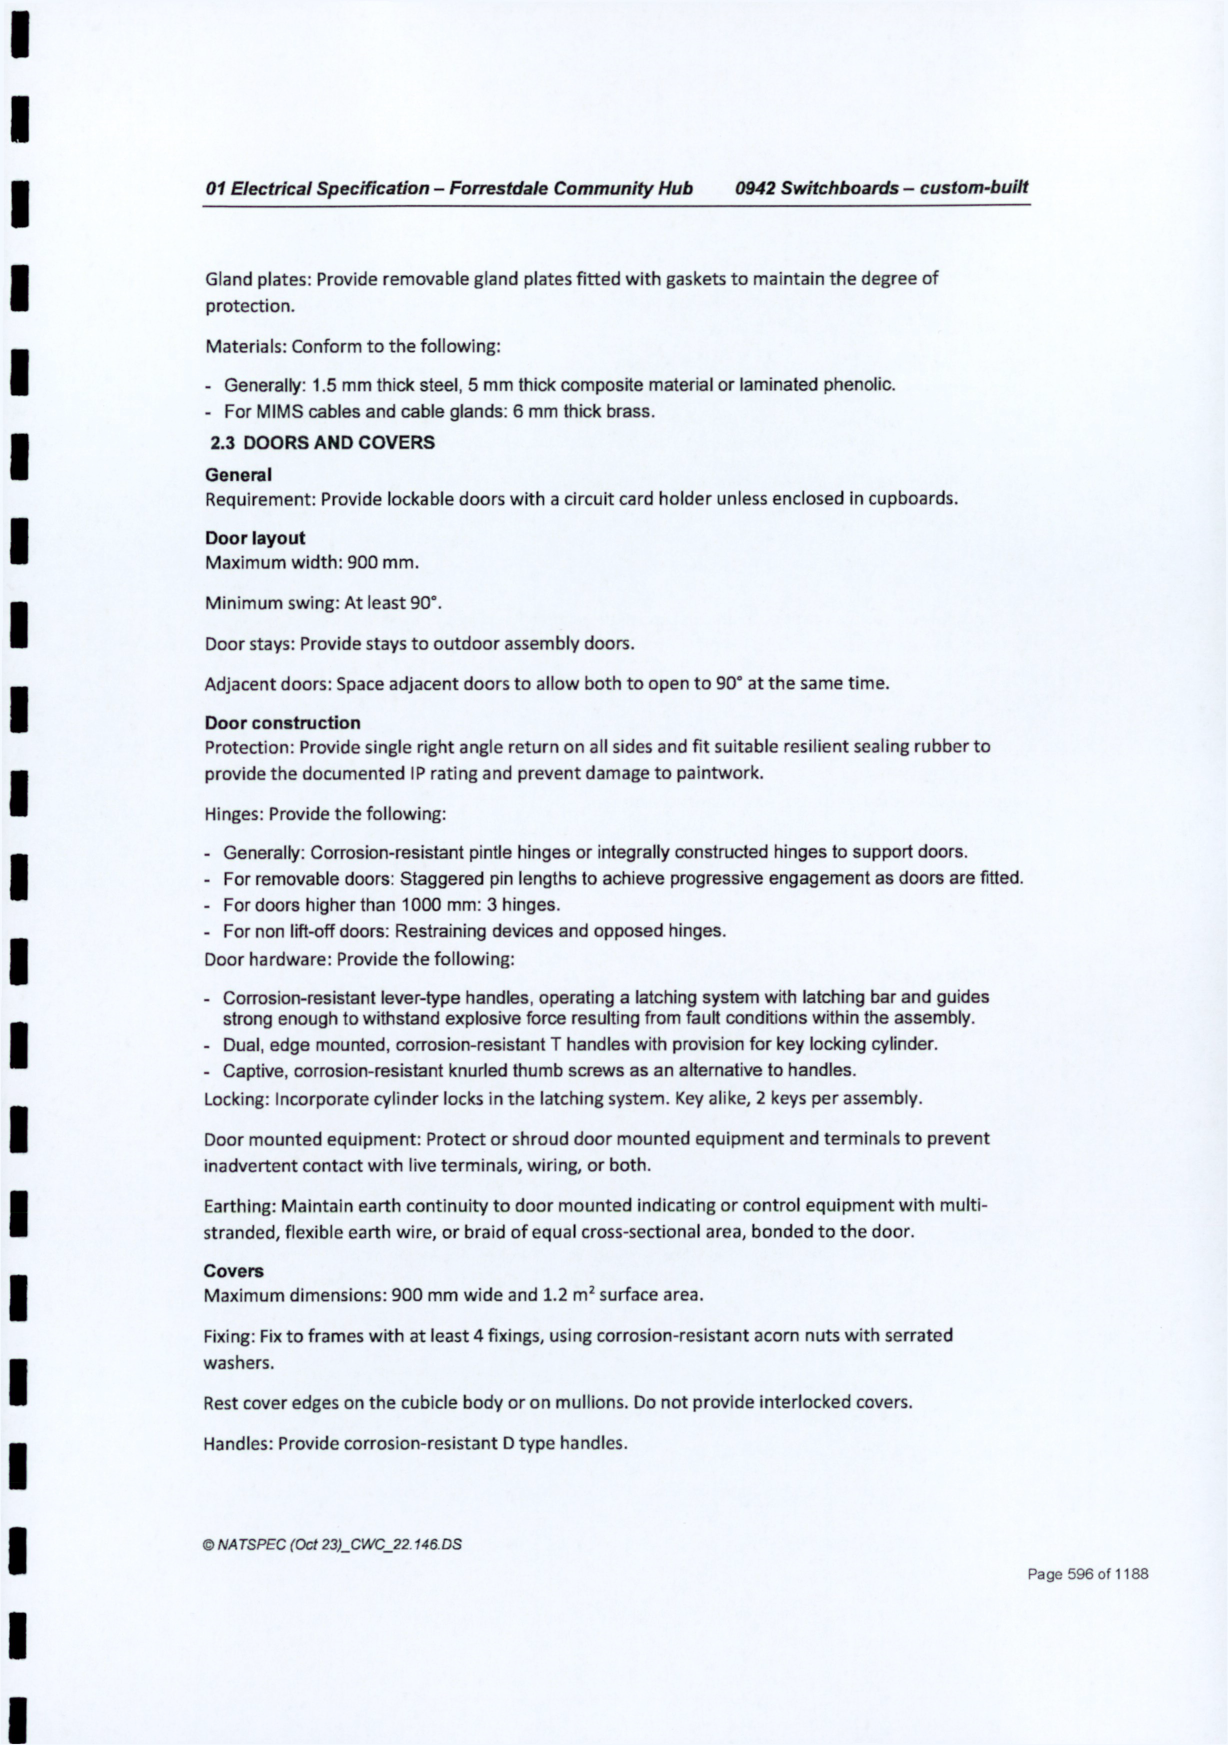 01 Electrical Specification – Forrestdale Community Hub 0942 Switchboards – custom-built
Gland plates: Provide removable gland plates fitted with gaskets to maintain the degree of
protection.
Materials: Conform to the following:
- Generally: 1.5 mm thick steel, 5 mm thick composite material or laminated phenolic.
- For MIMS cables and cable glands: 6 mm thick brass.
2.3 DOORS AND COVERS
General
Requirement: Provide lockable doors with a circuit card holder unless enclosed in cupboards.
Door layout
Maximum width: 900 mm.
Minimum swing: At least 90°.
Door stays: Provide stays to outdoor assembly doors.
Adjacent doors: Space adjacent doors to allow both to open to 90° at the same time.
Door construction
Protection: Provide single right angle return on all sides and fit suitable resilient sealing rubber to
provide the documented IP rating and prevent damage to paintwork.
Hinges: Provide the following:
- Generally: Corrosion-resistant pintle hinges or integrally constructed hinges to support doors.
- For removable doors: Staggered pin lengths to achieve progressive engagement as doors are fitted.
- For doors higher than 1000 mm: 3 hinges.
- For non lift-off doors: Restraining devices and opposed hinges.
Door hardware: Provide the following:
- Corrosion-resistant lever-type handles, operating a latching system with latching bar and guides
strong enough to withstand explosive force resulting from fault conditions within the assembly.
- Dual, edge mounted, corrosion-resistant T handles with provision for key locking cylinder.
- Captive, corrosion-resistant knurled thumb screws as an alternative to handles.
Locking: Incorporate cylinder locks in the latching system. Key alike, 2 keys per assembly.
Door mounted equipment: Protect or shroud door mounted equipment and terminals to prevent
inadvertent contact with live terminals, wiring, or both.
Earthing: Maintain earth continuity to door mounted indicating or control equipment with multi-
stranded, flexible earth wire, or braid of equal cross-sectional area, bonded to the door.
Covers
Maximum dimensions: 900 mm wide and 1.2 m² surface area.
Fixing: Fix to frames with at least 4 fixings, using corrosion-resistant acorn nuts with serrated
washers.
Rest cover edges on the cubicle body or on mullions. Do not provide interlocked covers.
Handles: Provide corrosion-resistant D type handles.
© NATSPEC (Oct 23)_CWC_22.146.DS
Page 596 of 1188